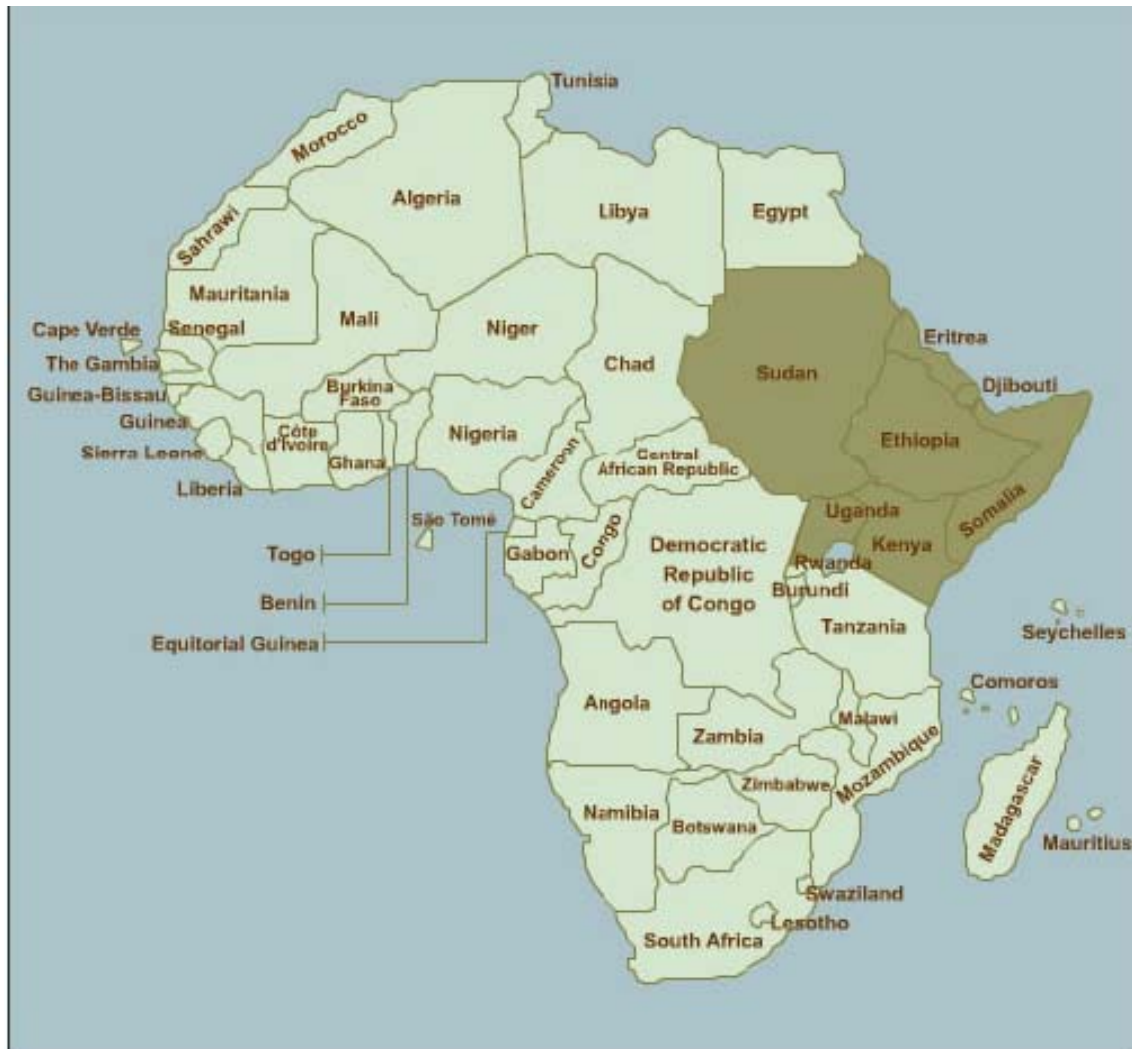 Tunisia
Morocco
Algeria
Libya
Egypt
Sahrawi
Mauritania
Mali
Niger
Chad
Sudan
Eritrea
Cape Verde
Senegal
The Gambia
Guinea-Bissau
Burkina
Faso
Djibouti
Guinea
Côte
d'Ivoire
Ghana
Nigeria
Cameroon
Central
African Republic
Ethiopia
Somalia
Sierra Leone
Liberia
São Tomé
Togo
Benin
Equitorial Guinea
Gabon
Congo
Democratic
Republic
of Congo
Uganda
Kenya
Rwanda
Burundi
Tanzania
Seychelles
Comoros
Angola
Zambia
Malawi
Mozambique
Zimbabwe
Namibia
Botswana
Madagascar
Mauritius
Swaziland
Lesotho
South Africa